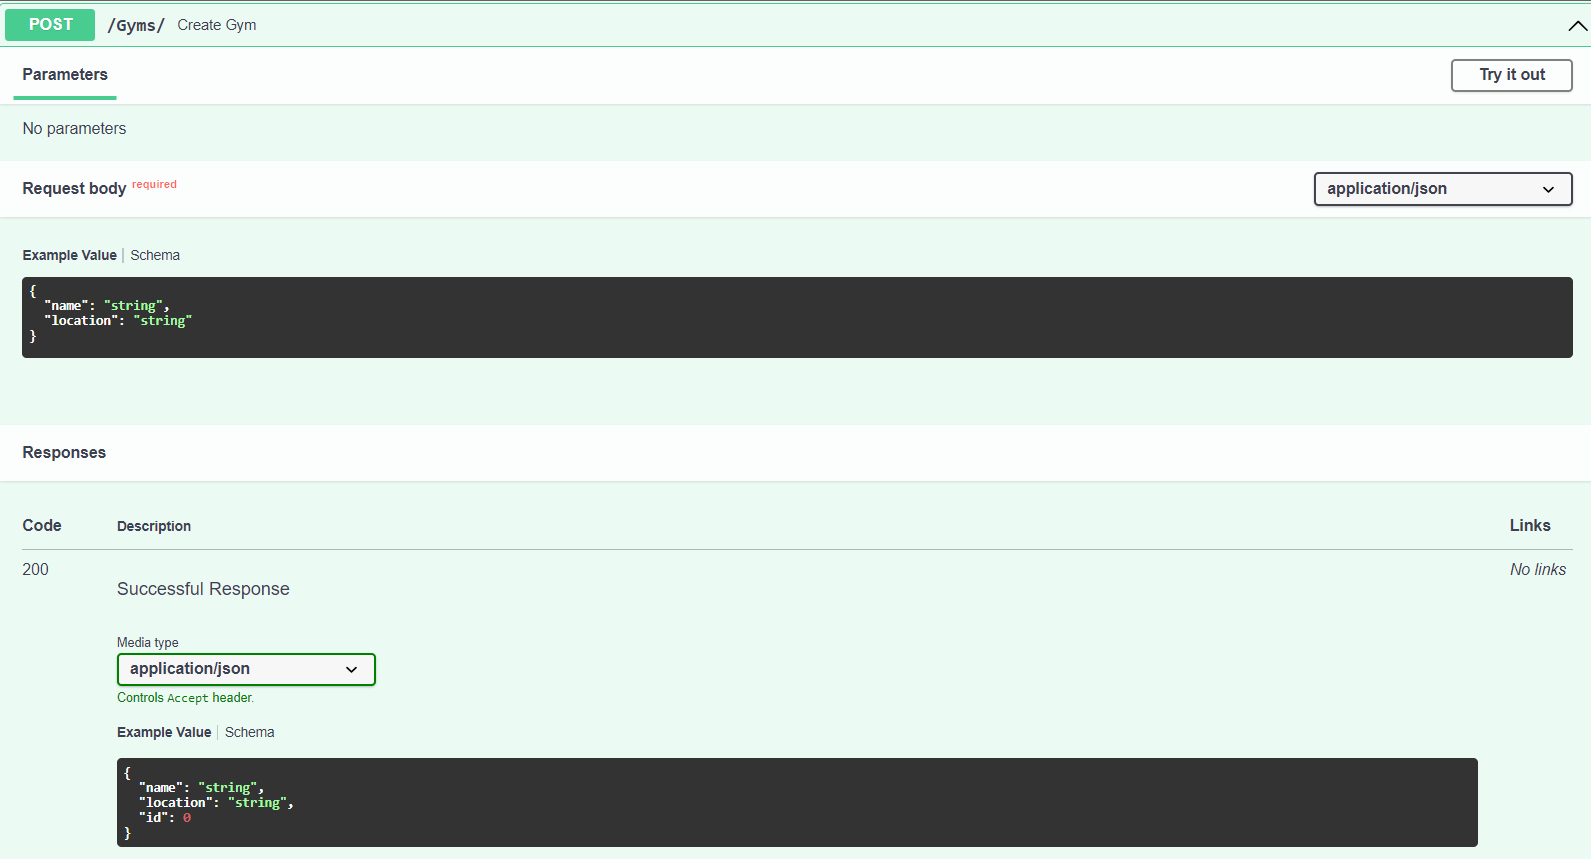 POST /Gyms/ Create Gym
Parameters
Try it out
No parameters
Request body required
application/json
Example Value | Schema
{
  "name": "string",
  "location": "string"
}
Responses
Code Description Links
200 Successful Response No links
Media type
application/json
Controls Accept header.
Example Value | Schema
{
  "name": "string",
  "location": "string",
  "id": 0
}